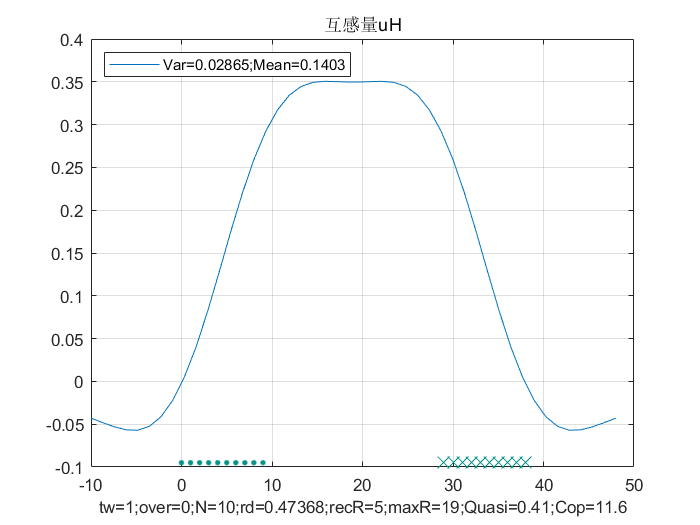 互感量uH
Var=0.02865;Mean=0.1403
0.4
0.35
0.3
0.25
0.2
0.15
0.1
0.05
0
-0.05
-0.1
-10 0 10 20 30 40 50
tw=1;over=0;N=10;rd=0.47368;recR=5;maxR=19;Quasi=0.41;Cop=11.6